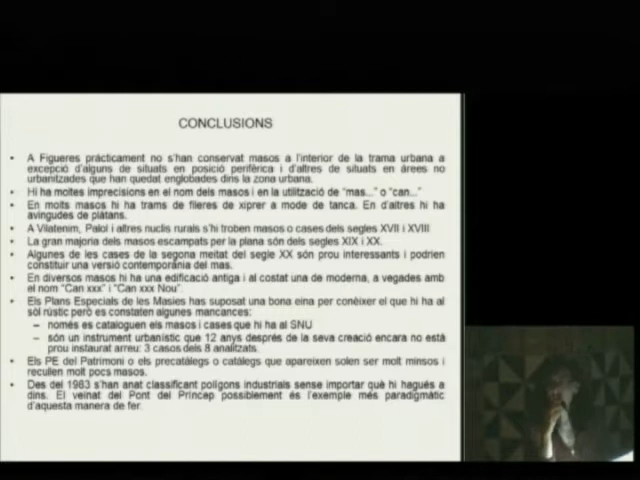 CONCLUSIONS
• A Figueres pràcticament no s'han conservat masos a l'interior de la trama urbana a
excepció d'alguns de situats en posició perifèrica i d'altres de situats en àrees no
urbanitzades que han quedat englobades dins la zona urbana.
• Hi ha moltes imprecisions en el nom dels masos i en la utilització de "mas..." o "can..."
• En molts masos hi ha trams de fileres de xiprer a mode de tanca. En d'altres hi ha
avingudes de plàtans.
• A Vilatenim, Palol i altres nuclis rurals s'hi troben masos o cases dels segles XVII i XVIII
• La gran majoria dels masos escampats per la plana són dels segles XIX i XX.
• Algunes de les cases de la segona meitat del segle XX són prou interessants i podrien
constituir una versió contemporània del mas.
• En diversos masos hi ha una edificació antiga i al costat una de moderna, a vegades amb
el nom "Can xxx" i "Can xxx Nou".
• Els Plans Especials de les Masies ha suposat una bona eina per conèixer el que hi ha al
sòl rústic però es constaten algunes mancances:
– només es cataloguen els masos i cases que hi ha al SNU
– són un instrument urbanístic que 12 anys després de la seva creació encara no està
prou instaurat arreu: 3 casos dels 8 analitzats.
• Els PE del Patrimoni o els precatàlegs o catàlegs que apareixen solen ser molt minsos i
recullen molt pocs masos.
• Des del 1983 s'han anat classificant polígons industrials sense importar què hi hagués a
dins. El veïnat del Pont del Príncep possiblement és l'exemple més paradigmàtic
d'aquesta manera de fer.